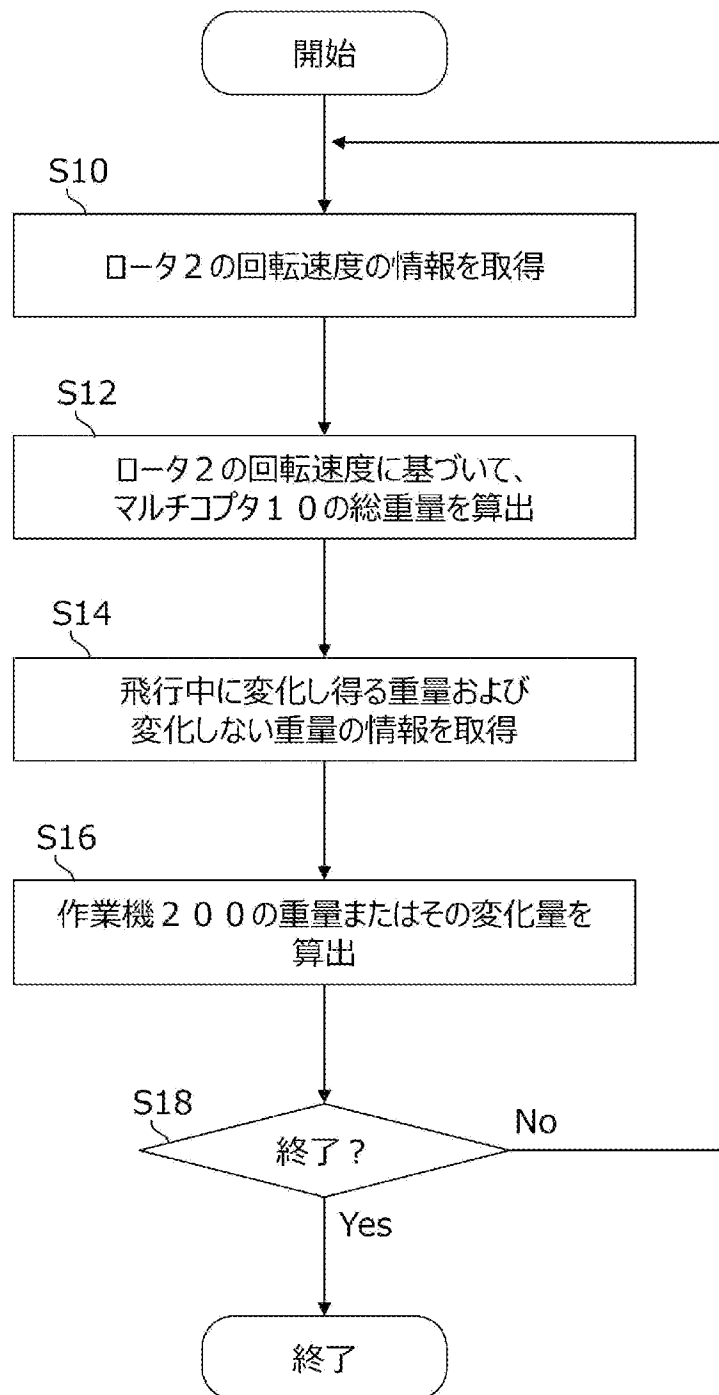 開始
S10
ロータ2の回転速度の情報を取得
S12
ロータ2の回転速度に基づいて、
マルチコプタ10の総重量を算出
S14
飛行中に変化し得る重量および
変化しない重量の情報を取得
S16
作業機200の重量またはその変化量を
算出
S18
終了?
No
Yes
終了